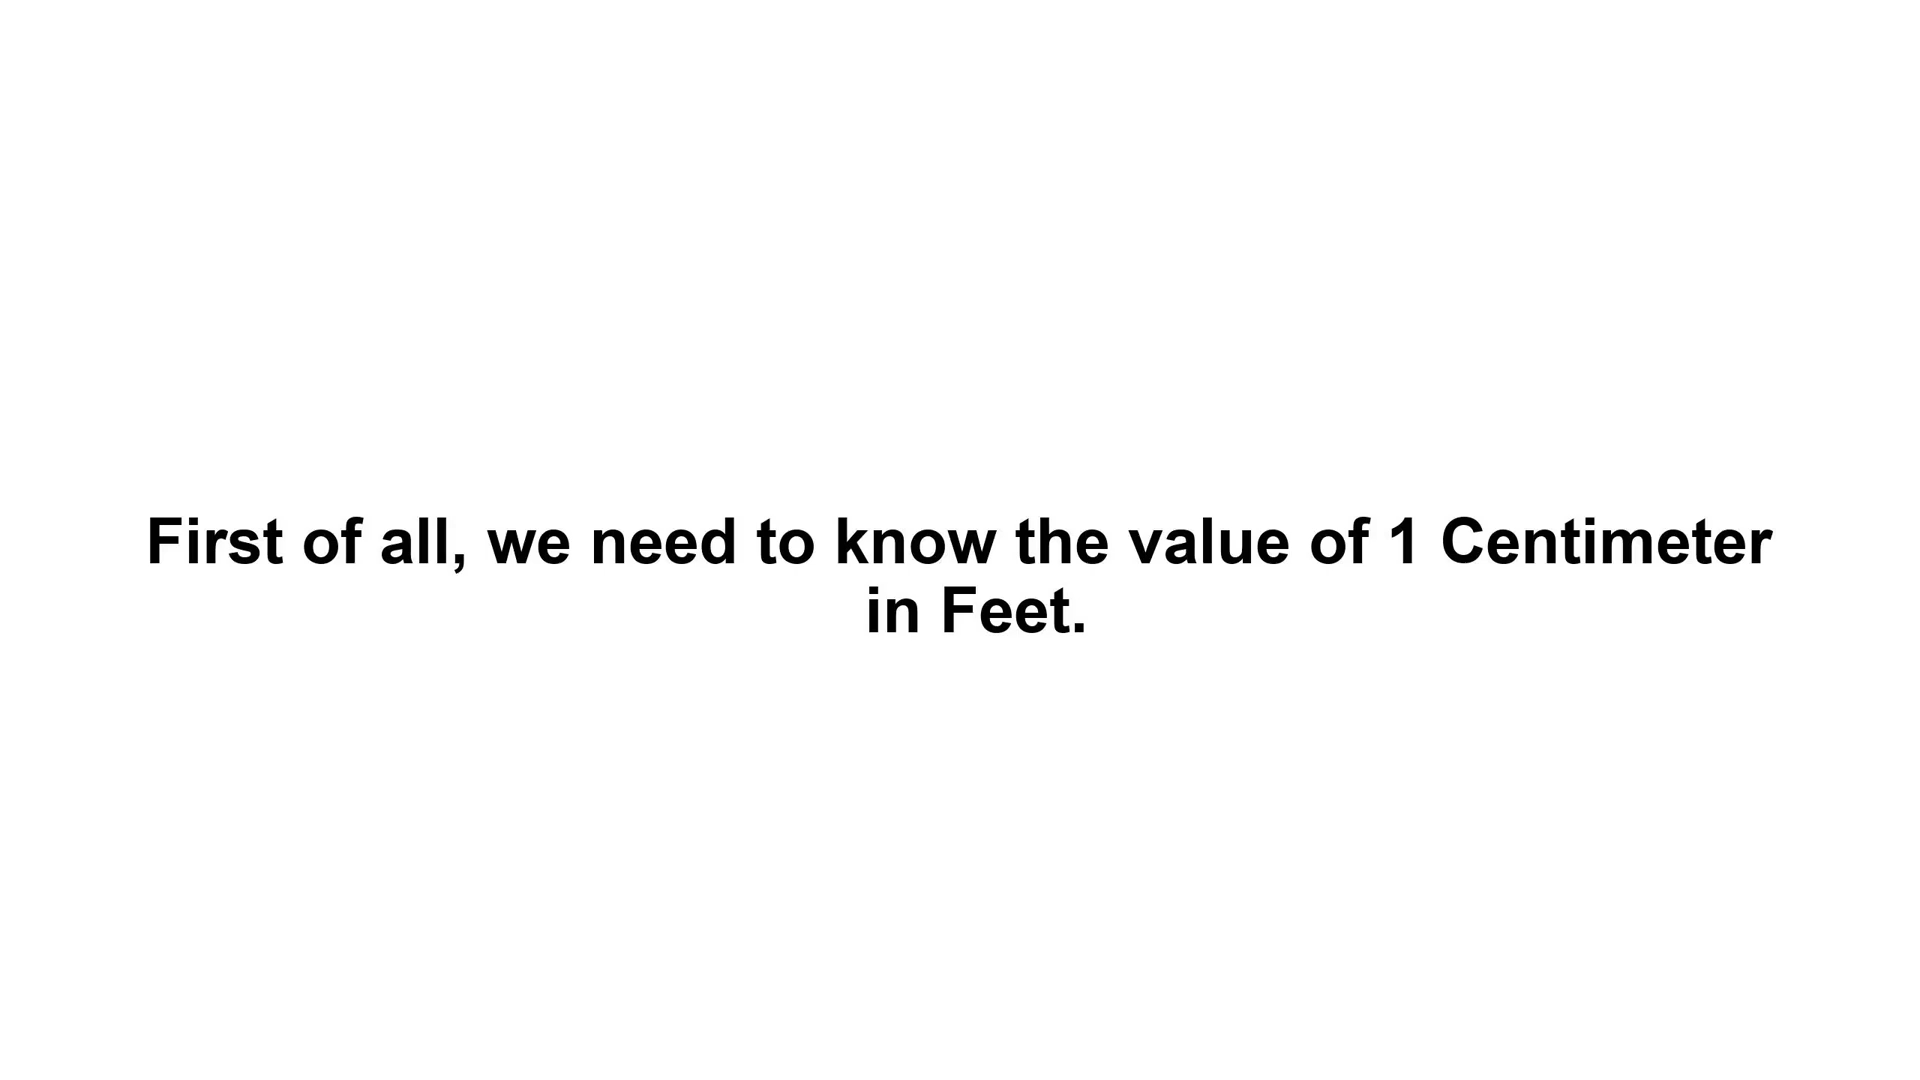 First of all, we need to know the value of 1 Centimeter
in Feet.